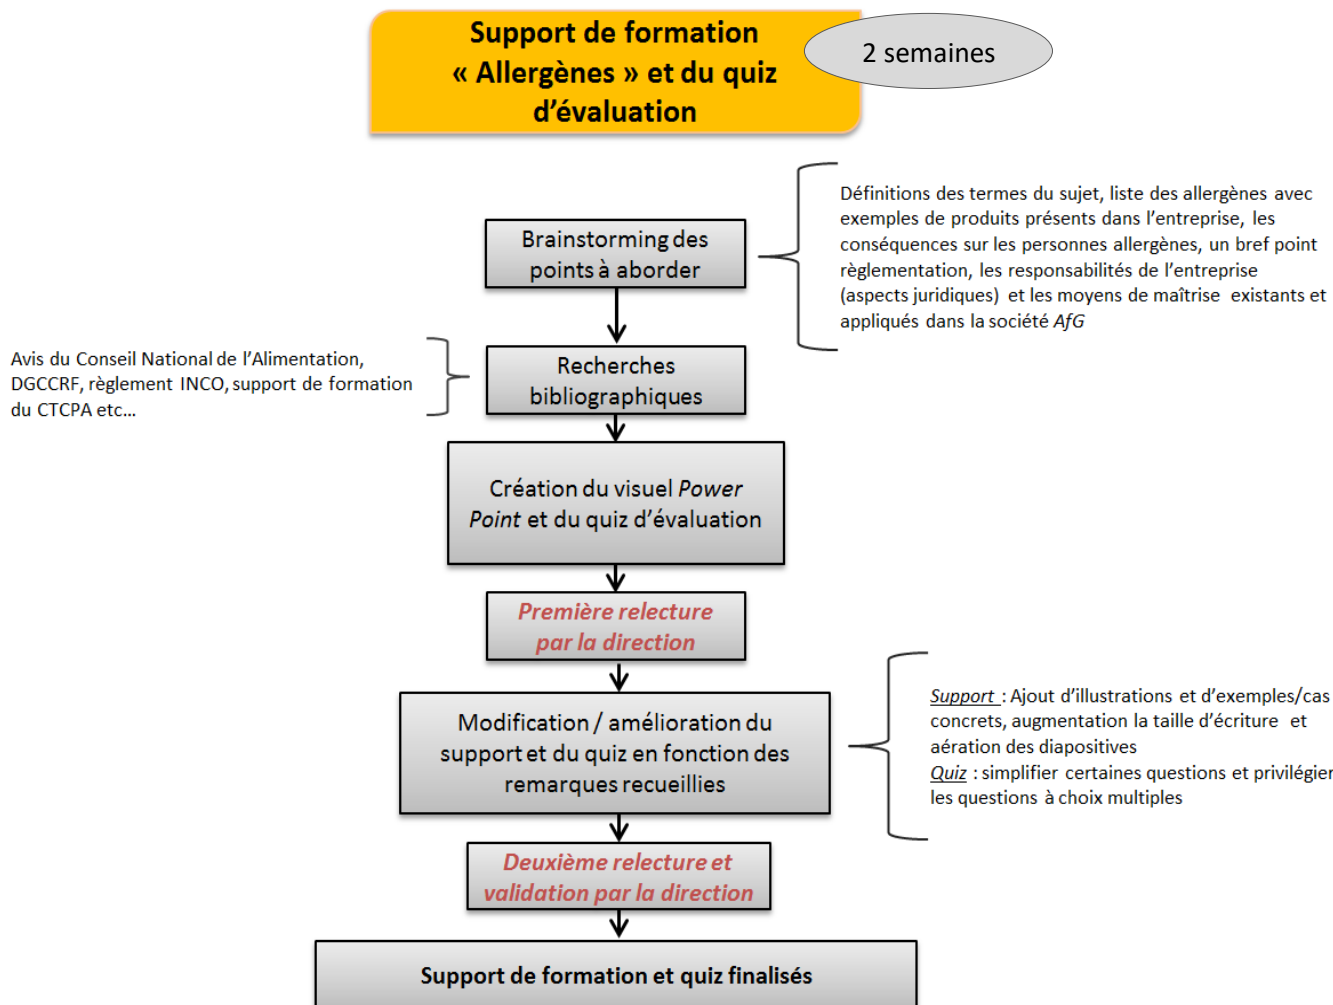 Support de formation
« Allergènes » et du quiz
d’évaluation
2 semaines
Brainstorming des
points à aborder
Définitions des termes du sujet, liste des allergènes avec
exemples de produits présents dans l’entreprise, les
conséquences sur les personnes allergènes, un bref point
règlementation, les responsabilités de l’entreprise
(aspects juridiques) et les moyens de maîtrise existants et
appliqués dans la société AfG
Avis du Conseil National de l’Alimentation,
DGCCRF, règlement INCO, support de formation
du CTCPA etc…
Recherches
bibliographiques
Création du visuel Power
Point et du quiz d’évaluation
Première relecture
par la direction
Modification / amélioration du
support et du quiz en fonction des
remarques recueillies
Support : Ajout d’illustrations et d’exemples/cas
concrets, augmentation la taille d’écriture et
aération des diapositives
Quiz : simplifier certaines questions et privilégier
les questions à choix multiples
Deuxième relecture et
validation par la direction
Support de formation et quiz finalisés